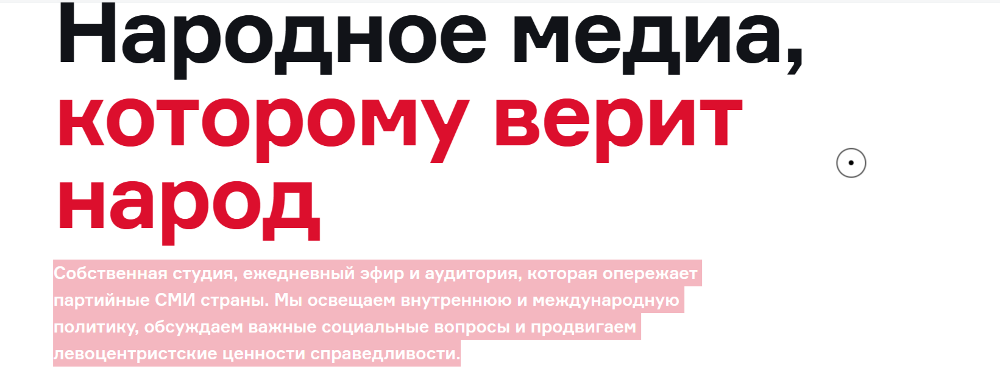 Народное медиа,
которому верит
народ
Собственная студия, ежедневный эфир и аудитория, которая опережает
партийные СМИ страны. Мы освещаем внутреннюю и международную
политику, обсуждаем важные социальные вопросы и продвигаем
левоцентристские ценности справедливости.